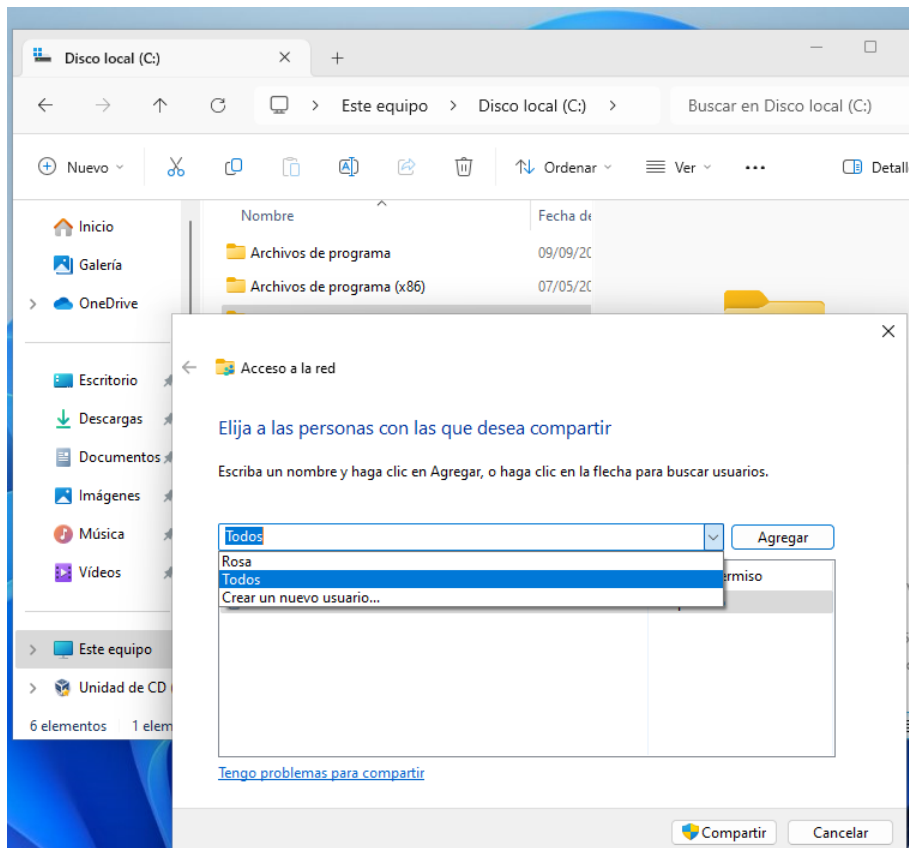 Disco local (C:)
Este equipo > Disco local (C:) >
Buscar en Disco local (C:)
Nuevo
Ordenar
Ver
Detall
Nombre
Fecha de
Inicio
Galería
OneDrive
Archivos de programa
09/09/20
Archivos de programa (x86)
07/05/20
Escritorio
Descargas
Documentos
Imágenes
Música
Vídeos
Este equipo
Unidad de CD (
6 elementos
1 elem
Acceso a la red
Elija a las personas con las que desea compartir
Escriba un nombre y haga clic en Agregar, o haga clic en la flecha para buscar usuarios.
Todos
Agregar
Rosa
Todos
Crear un nuevo usuario...
ermiso
Tengo problemas para compartir
Compartir
Cancelar